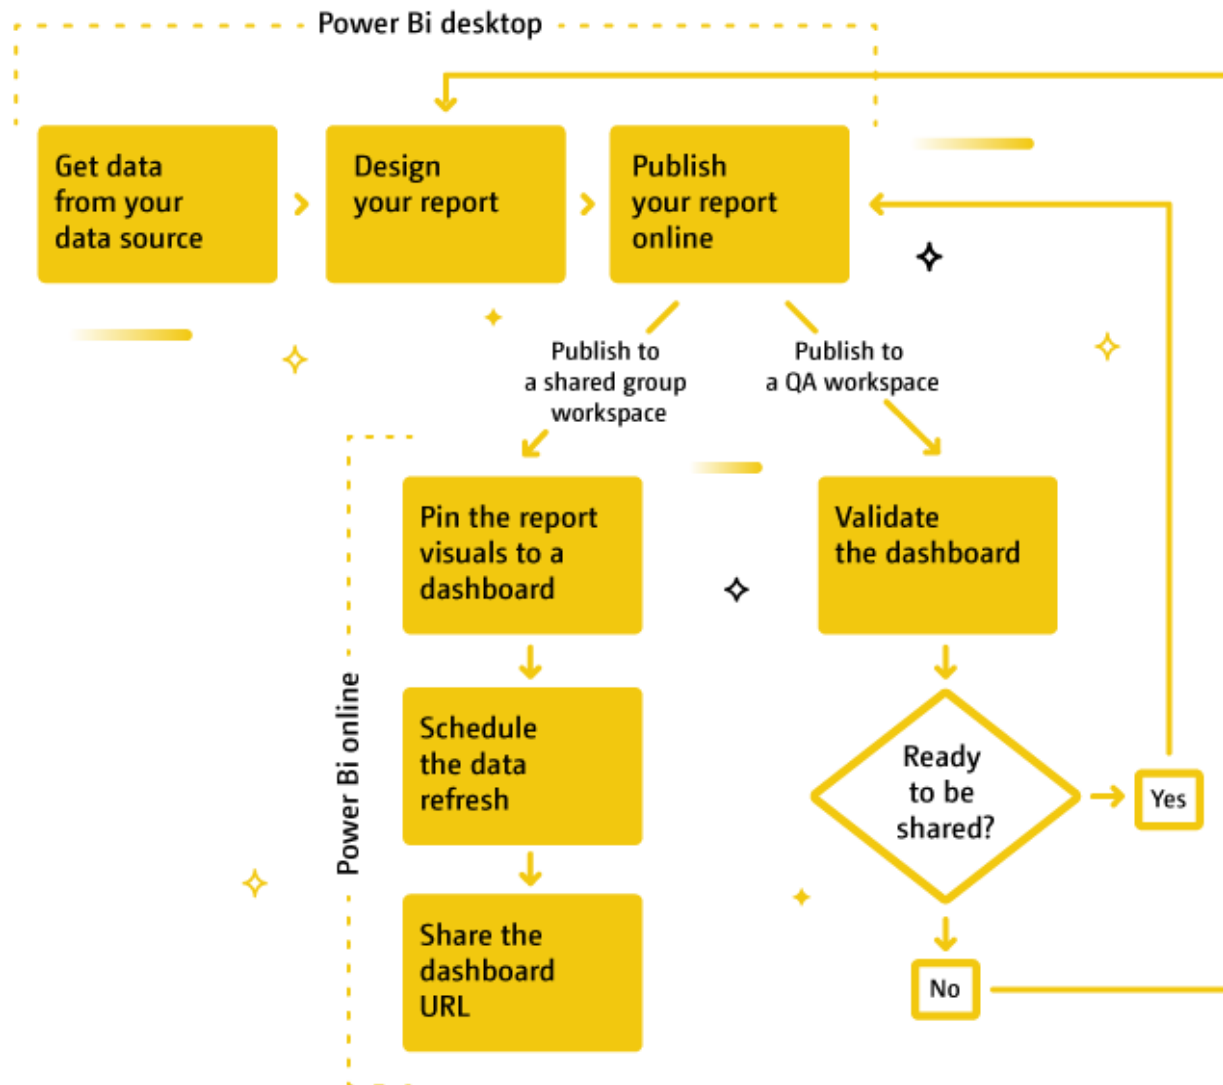 Power Bi desktop
Get data
from your
data source
Design
your report
Publish
your report
online
Publish to
a shared group
workspace
Publish to
a QA workspace
Power Bi online
Pin the report
visuals to a
dashboard
Validate
the dashboard
Schedule
the data
refresh
Ready
to be
shared?
Yes
Share the
dashboard
URL
No